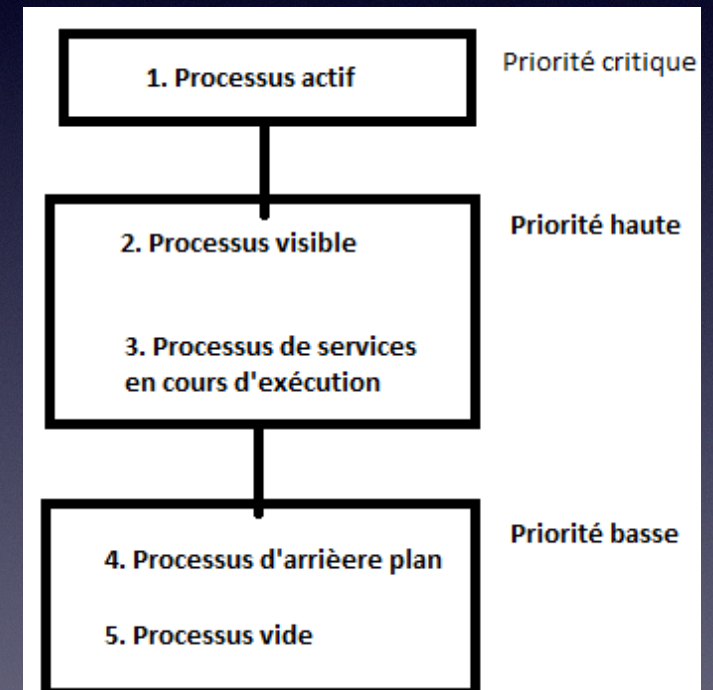 1. Processus actif
Priorité critique
2. Processus visible
Priorité haute
3. Processus de services
en cours d'exécution
4. Processus d'arrièere plan
Priorité basse
5. Processus vide